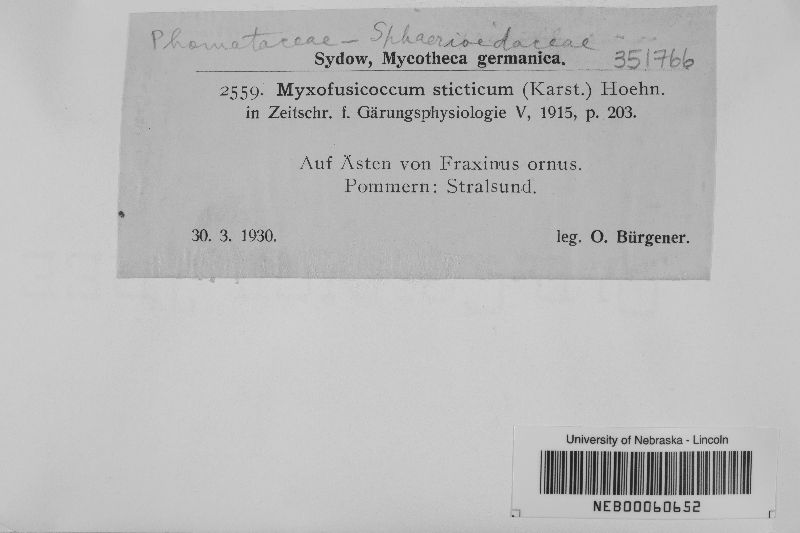 Phomataceae - Sphaerioidaceae
Sydow, Mycotheca germanica. 351766
2559. Myxofusicoccum sticticum (Karst.) Hoehn.
in Zeitschr. f. Gärungsphysiologie V, 1915, p. 203.
Auf Ästen von Fraxinus ornus.
Pommern: Stralsund.
30. 3. 1930. leg. O. Bürgener.
University of Nebraska - Lincoln
NEB00060652